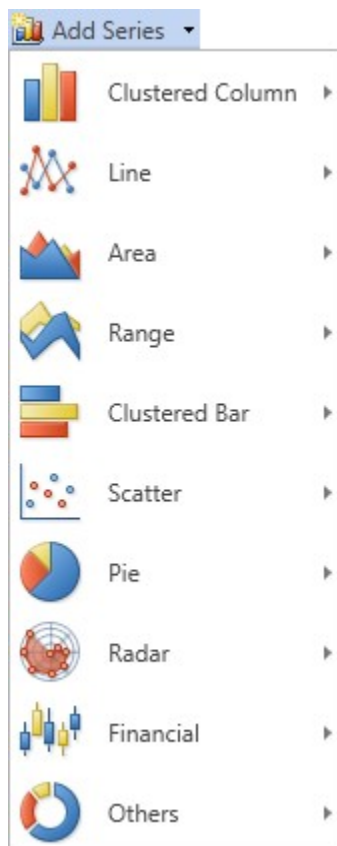 Add Series
Clustered Column
Line
Area
Range
Clustered Bar
Scatter
Pie
Radar
Financial
Others